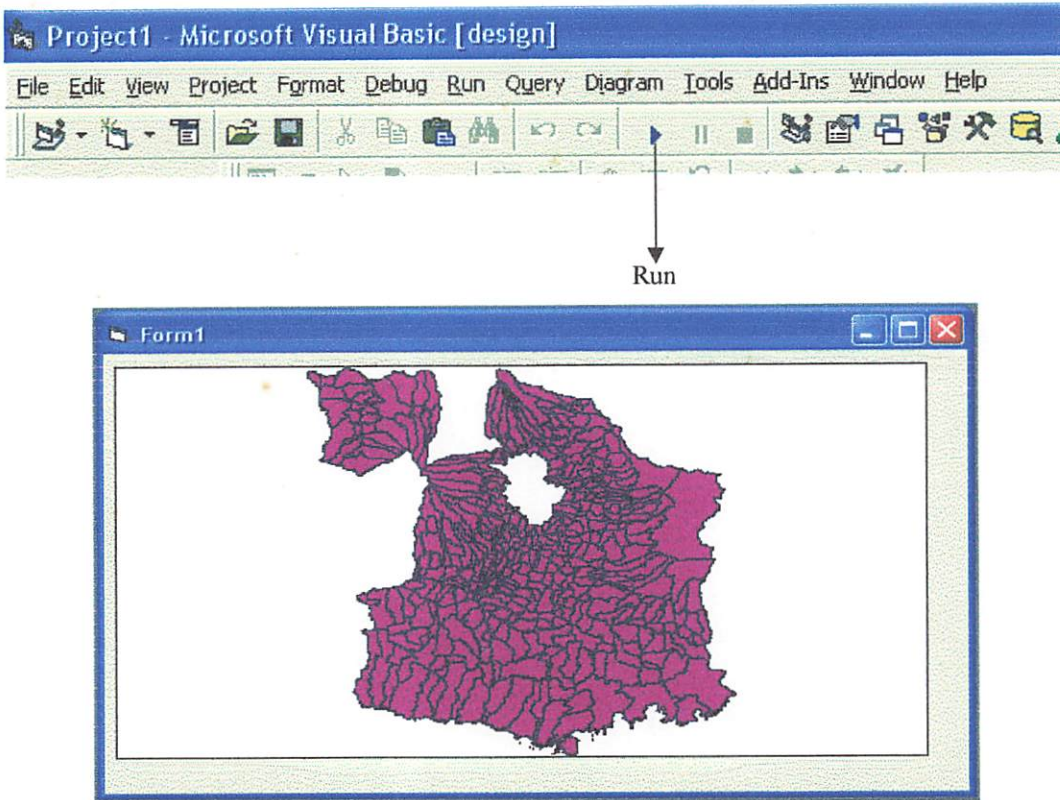 Project1 - Microsoft Visual Basic [design]
File Edit View Project Format Debug Run Query Diagram Tools Add-Ins Window Help
Run
Form1